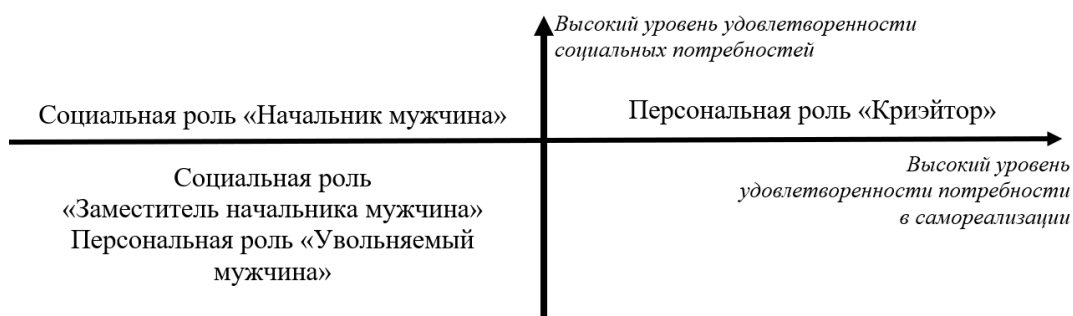 Высокий уровень удовлетворенности
социальных потребностей
Социальная роль «Начальник мужчина»
Персональная роль «Криэйтор»
Социальная роль
«Заместитель начальника мужчина»
Персональная роль «Увольняемый
мужчина»
Высокий уровень
удовлетворенности потребности
в самореализации